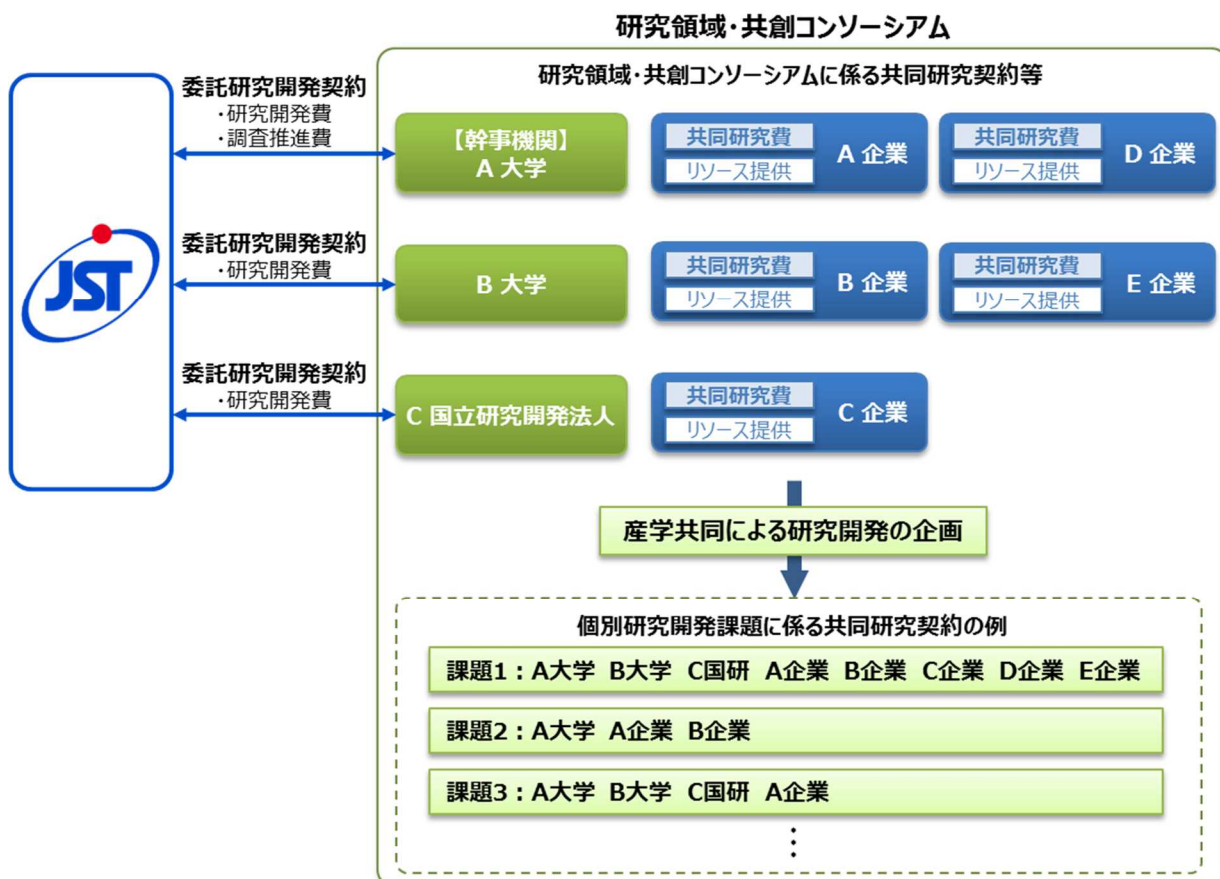 研究領域・共創コンソーシアム
研究領域・共創コンソーシアムに係る共同研究契約等
委託研究開発契約
・研究開発費
・調査推進費
【幹事機関】
A 大学
共同研究費
リソース提供
A 企業
共同研究費
リソース提供
D 企業
JST
委託研究開発契約
・研究開発費
B 大学
共同研究費
リソース提供
B 企業
共同研究費
リソース提供
E 企業
委託研究開発契約
・研究開発費
C 国立研究開発法人
共同研究費
リソース提供
C 企業
産学共同による研究開発の企画
個別研究開発課題に係る共同研究契約の例
課題1：A大学 B大学 C国研 A企業 B企業 C企業 D企業 E企業
課題2：A大学 A企業 B企業
課題3：A大学 B大学 C国研 A企業
⋮